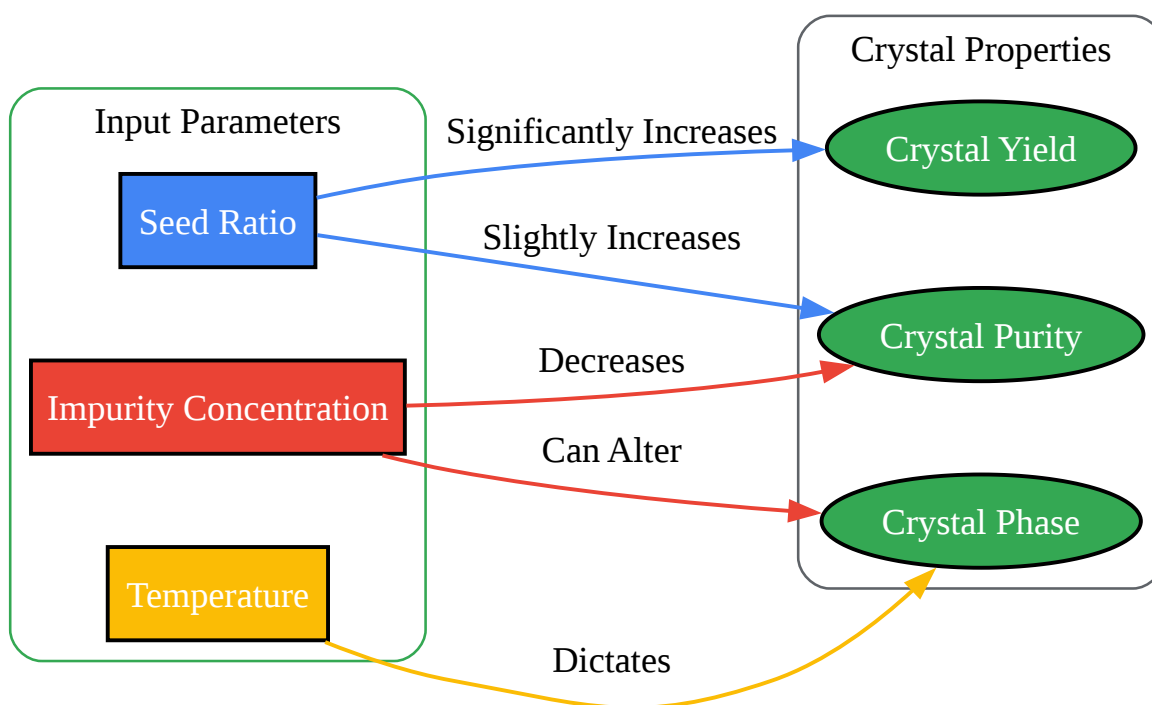 Crystal Properties
Input Parameters
Significantly Increases
Crystal Yield
Seed Ratio
Slightly Increases
Crystal Purity
Decreases
Impurity Concentration
Can Alter
Crystal Phase
Temperature
Dictates